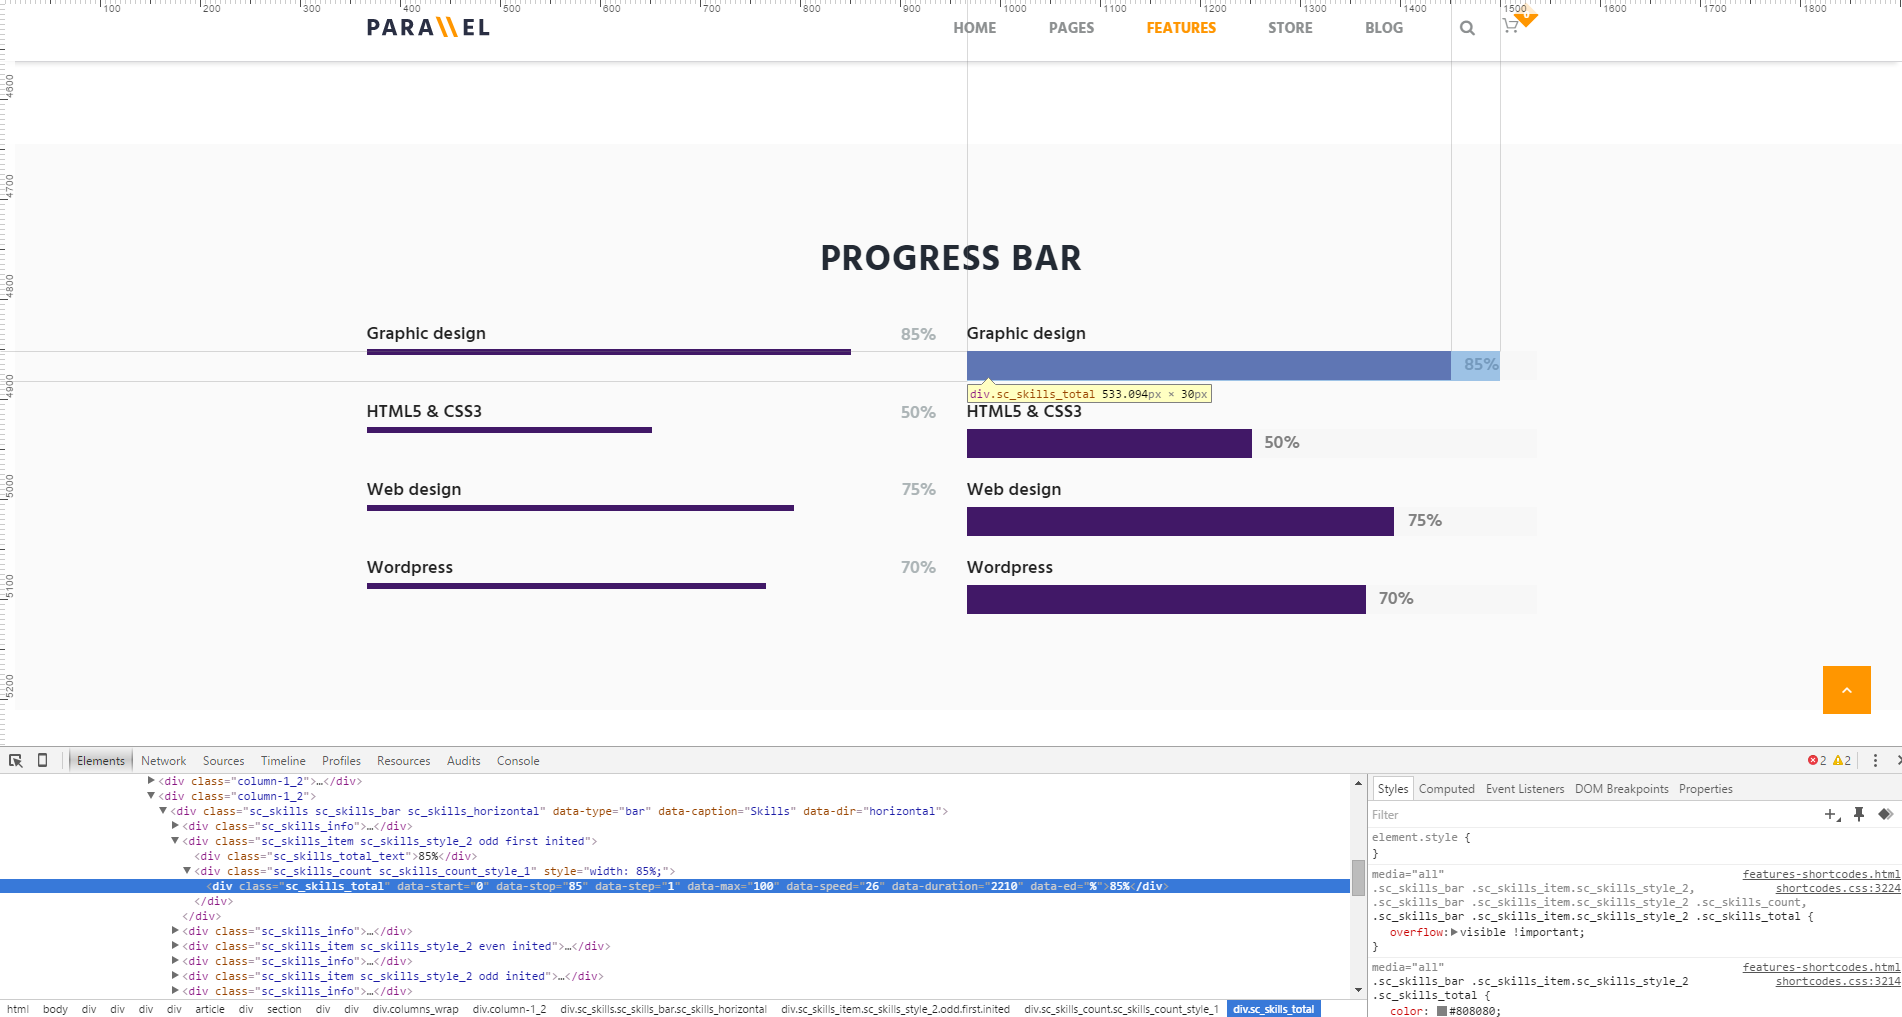 100 200 300 400 500 600 700 800 900 1000 1100 1200 1300 1400 1500 1600 1700 1800
PARA\\EL
HOME PAGES FEATURES STORE BLOG
4600
4700
4800
4900
5000
5100
5200
PROGRESS BAR
Graphic design 85%
HTML5 & CSS3 50%
Web design 75%
Wordpress 70%
Graphic design
85%
div.sc_skills_total 533.094px × 30px
HTML5 & CSS3
50%
Web design
75%
Wordpress
70%
Elements Network Sources Timeline Profiles Resources Audits Console
2 2
<div class="column-1_2">…</div>
<div class="column-1_2">
<div class="sc_skills sc_skills_bar sc_skills_horizontal" data-type="bar" data-caption="Skills" data-dir="horizontal">
<div class="sc_skills_info">…</div>
<div class="sc_skills_item sc_skills_style_2 odd first inited">
<div class="sc_skills_total_text">85%</div>
<div class="sc_skills_count sc_skills_count_style_1" style="width: 85%;">
<div class="sc_skills_total" data-start="0" data-stop="85" data-step="1" data-max="100" data-speed="26" data-duration="2210" data-ed="%">85%</div>
</div>
</div>
<div class="sc_skills_info">…</div>
<div class="sc_skills_item sc_skills_style_2 even inited">…</div>
<div class="sc_skills_info">…</div>
<div class="sc_skills_item sc_skills_style_2 odd inited">…</div>
<div class="sc_skills_info">…</div>
html body div div div div article div section div div div.columns_wrap div.column-1_2 div.sc_skills.sc_skills_bar.sc_skills_horizontal div.sc_skills_item.sc_skills_style_2.odd.first.inited div.sc_skills_count.sc_skills_count_style_1 div.sc_skills_total
Styles Computed Event Listeners DOM Breakpoints Properties
Filter
element.style {
}
media="all" features-shortcodes.html
.sc_skills_bar .sc_skills_item.sc_skills_style_2, shortcodes.css:3224
.sc_skills_bar .sc_skills_item.sc_skills_style_2 .sc_skills_count,
.sc_skills_bar .sc_skills_item.sc_skills_style_2 .sc_skills_total {
overflow: visible !important;
}
media="all" features-shortcodes.html
.sc_skills_bar .sc_skills_item.sc_skills_style_2 shortcodes.css:3214
.sc_skills_total {
color: #808080;